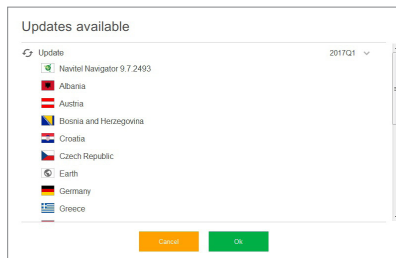 Updates available
Update 2017Q1
Navitel Navigator 9.7.2493
Albania
Austria
Bosnia and Herzegovina
Croatia
Czech Republic
Earth
Germany
Greece
Cancel Ok